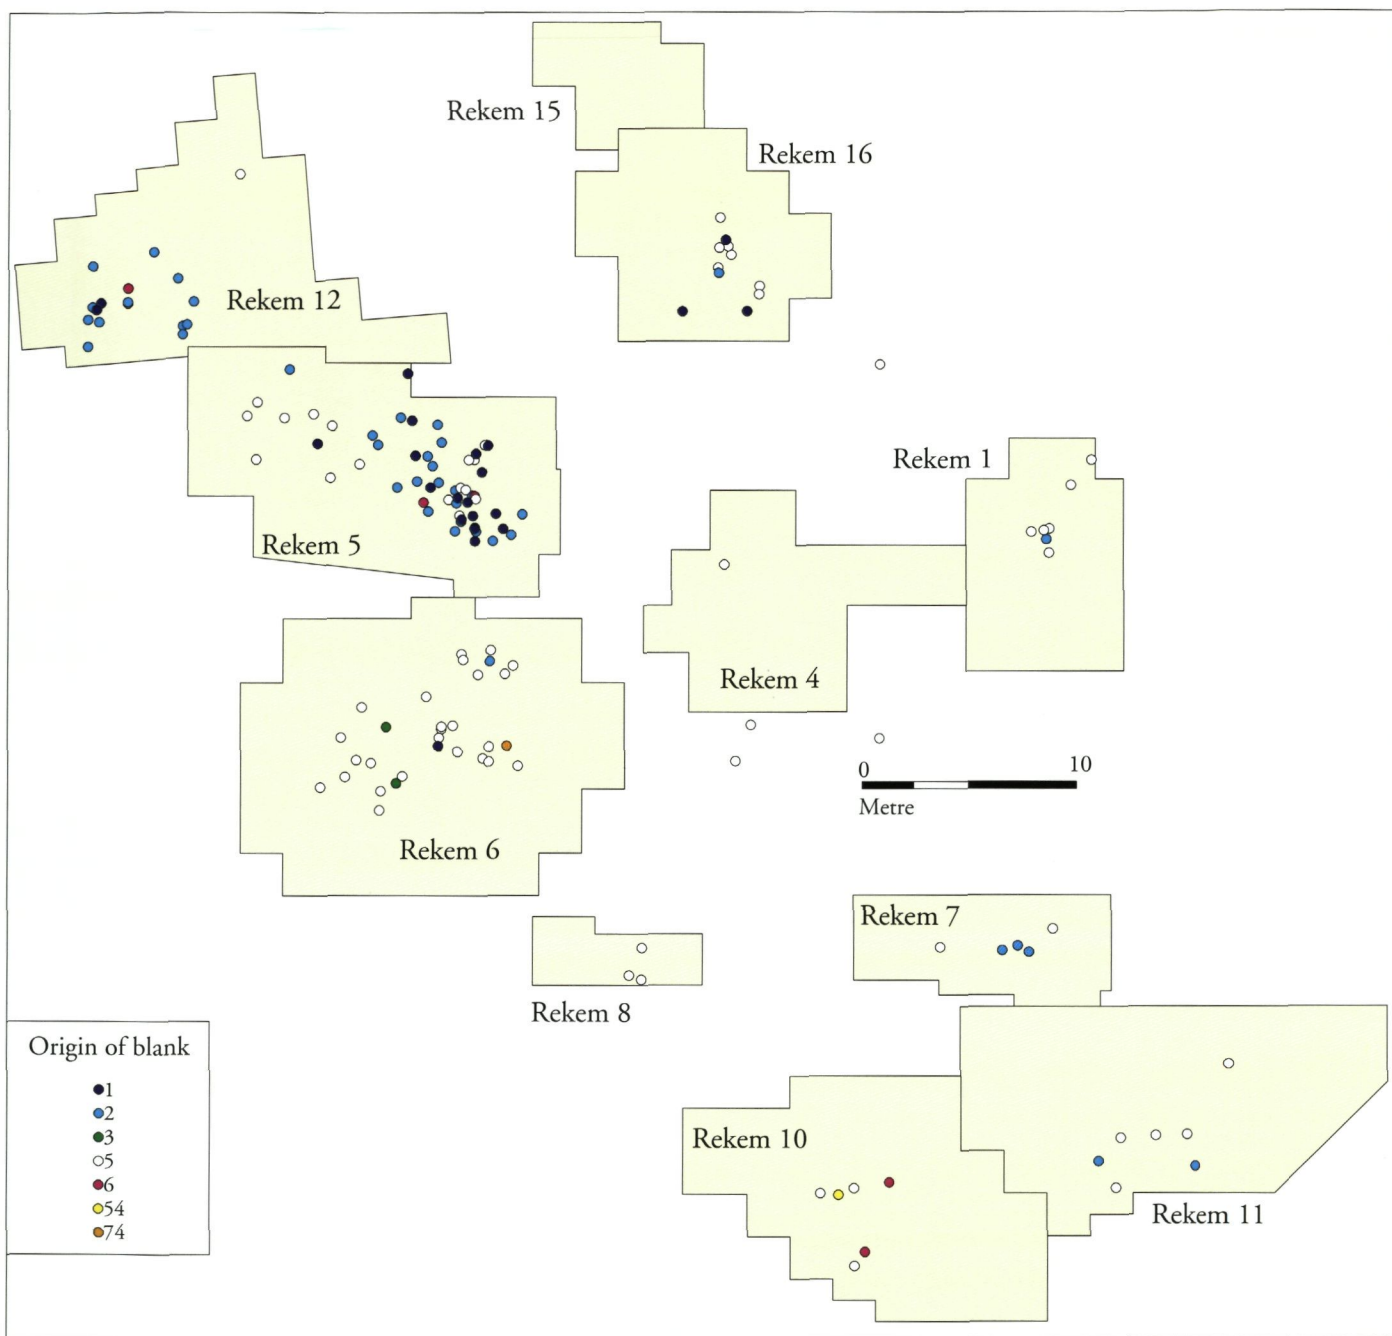 Rekem 15
Rekem 16
Rekem 12
Rekem 1
Rekem 5
Rekem 4
0 10
Metre
Rekem 6
Rekem 7
Rekem 8
Origin of blank
1
2
3
5
6
54
74
Rekem 10
Rekem 11